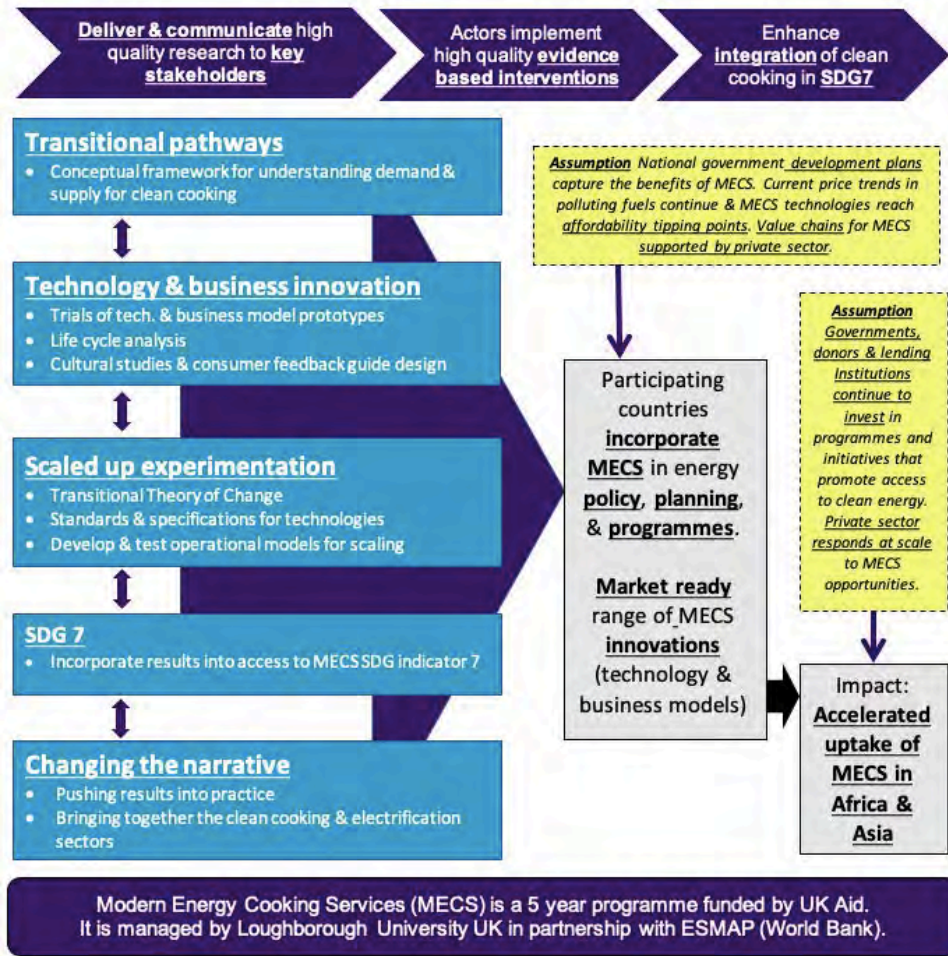 Deliver & communicate high
quality research to key
stakeholders
Actors implement
high quality evidence
based interventions
Enhance
integration of clean
cooking in SDG7
Transitional pathways
• Conceptual framework for understanding demand &
supply for clean cooking
Technology & business innovation
• Trials of tech. & business model prototypes
• Life cycle analysis
• Cultural studies & consumer feedback guide design
Scaled up experimentation
• Transitional Theory of Change
• Standards & specifications for technologies
• Develop & test operational models for scaling
SDG 7
• Incorporate results into access to MECS SDG indicator 7
Changing the narrative
• Pushing results into practice
• Bringing together the clean cooking & electrification
sectors
Assumption National government development plans
capture the benefits of MECS. Current price trends in
polluting fuels continue & MECS technologies reach
affordability tipping points. Value chains for MECS
supported by private sector.
Participating
countries
incorporate
MECS in energy
policy, planning,
& programmes.
Market ready
range of MECS
innovations
(technology &
business models)
Assumption
Governments,
donors & lending
Institutions
continue to
invest in
programmes and
initiatives that
promote access
to clean energy.
Private sector
responds at scale
to MECS
opportunities.
Impact:
Accelerated
uptake of
MECS in
Africa &
Asia
Modern Energy Cooking Services (MECS) is a 5 year programme funded by UK Aid.
It is managed by Loughborough University UK in partnership with ESMAP (World Bank).